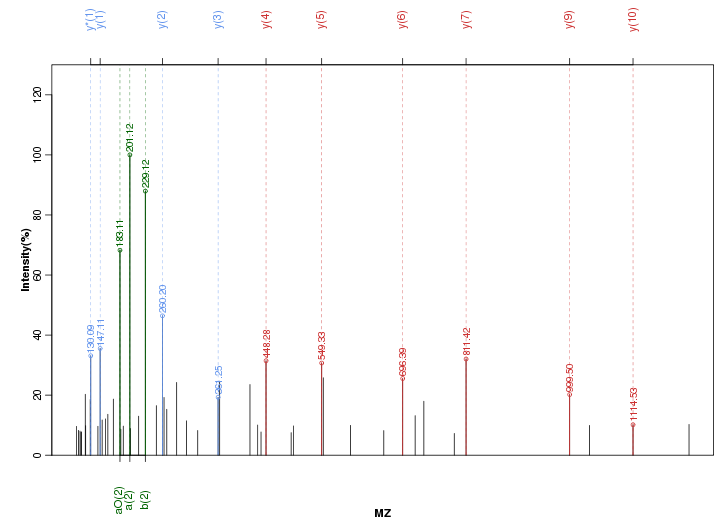 y*(1)
y(1)
y(2)
y(3)
y(4)
y(5)
y(6)
y(7)
y(9)
y(10)
Intensity(%)
0
20
40
60
80
100
120
130.09
147.11
183.11
201.12
229.12
260.20
361.25
448.28
549.33
696.39
811.42
999.50
1114.53
aO(2)
a(2)
b(2)
MZ